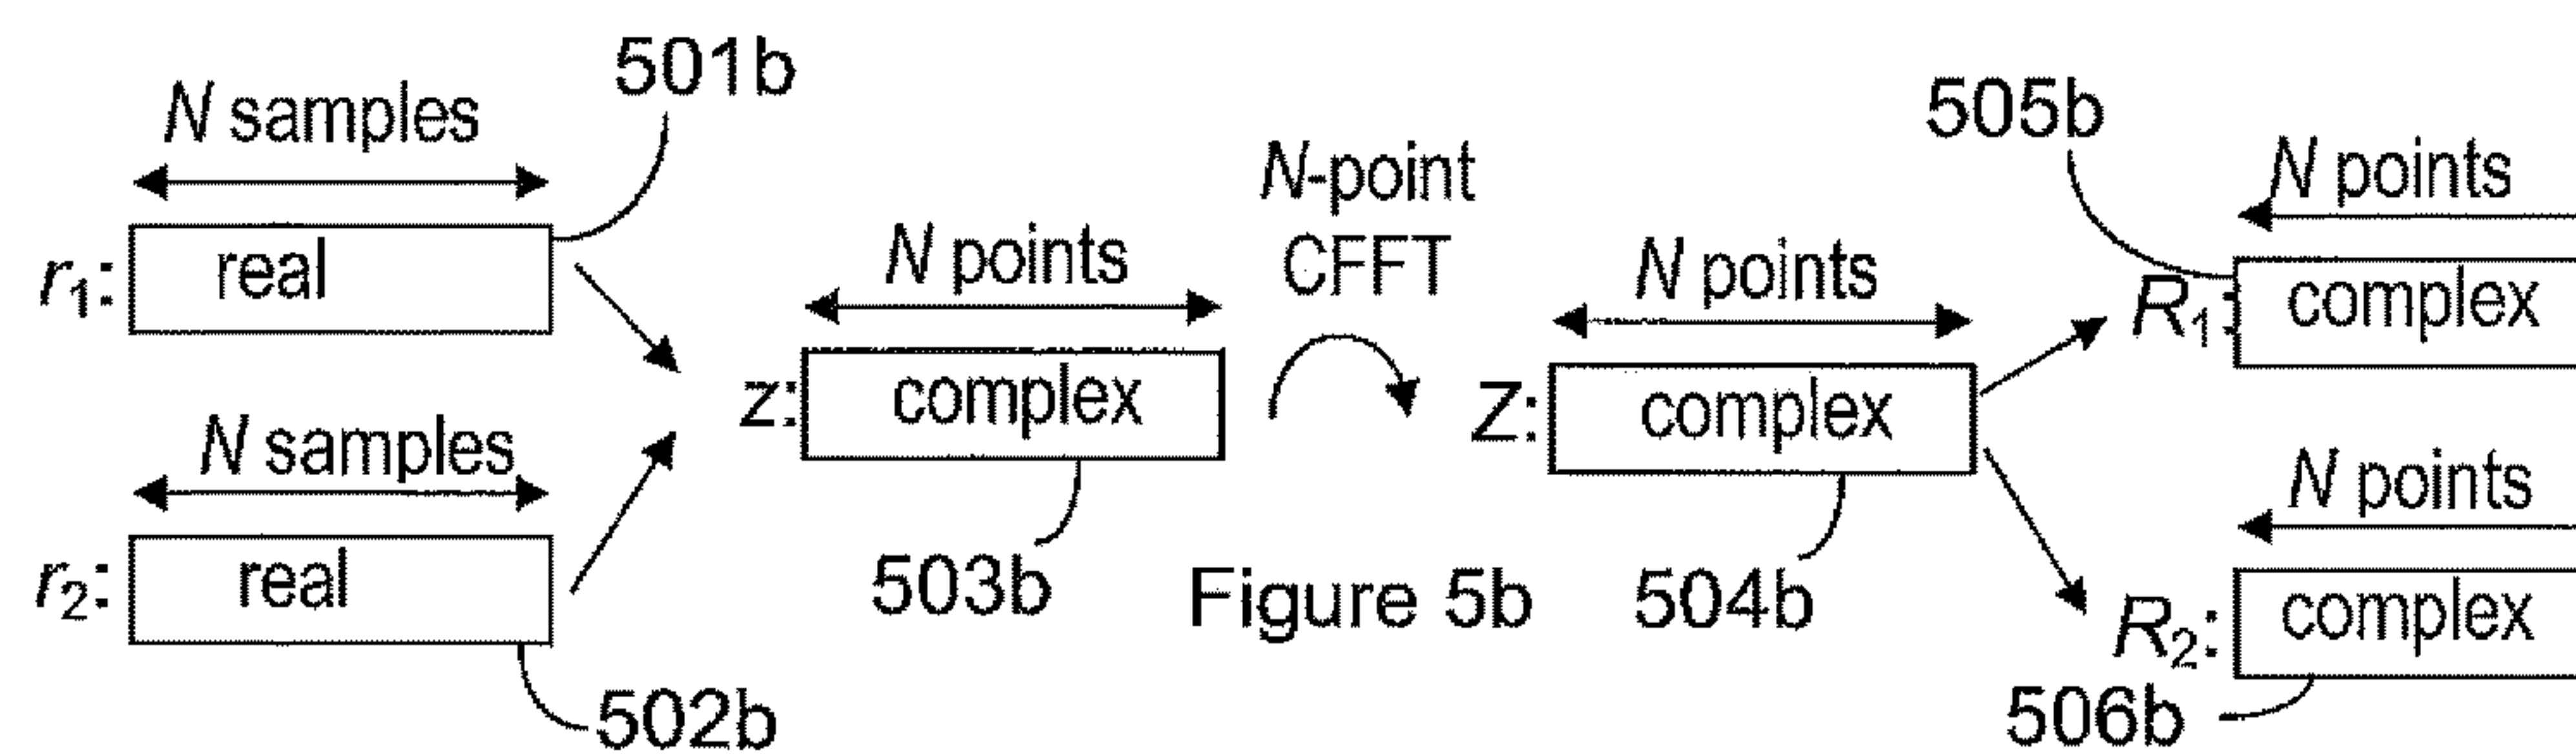 501b
N samples
r₁: real
N samples
r₂: real
502b
N points
z: complex
503b
N-point
CFFT
Figure 5b
N points
Z: complex
504b
505b
N points
R₁: complex
N points
R₂: complex
506b